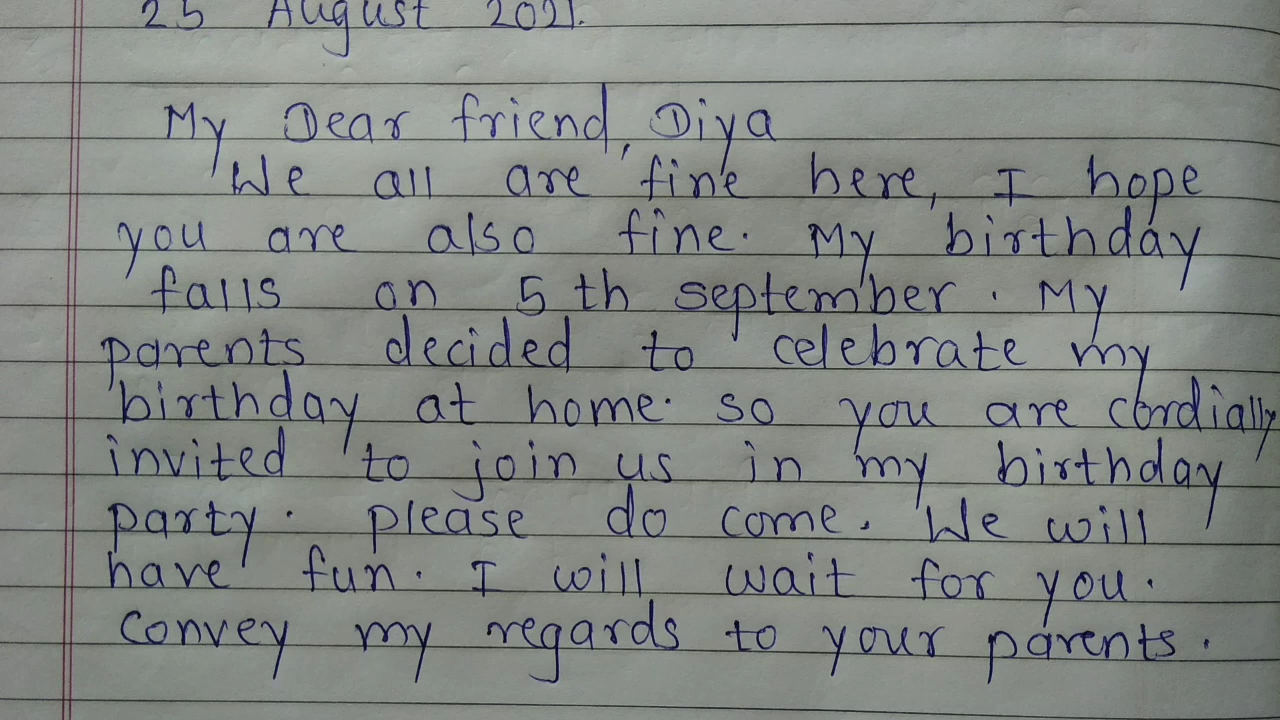 25 August 2021.
My Dear friend, Diya
We all are fine here, I hope
you are also fine. My birthday
falls on 5 th september. My
parents decided to celebrate my
birthday at home. so you are cordially
invited to join us in my birthday
party. please do come. We will
have fun. I will wait for you.
convey my regards to your parents.